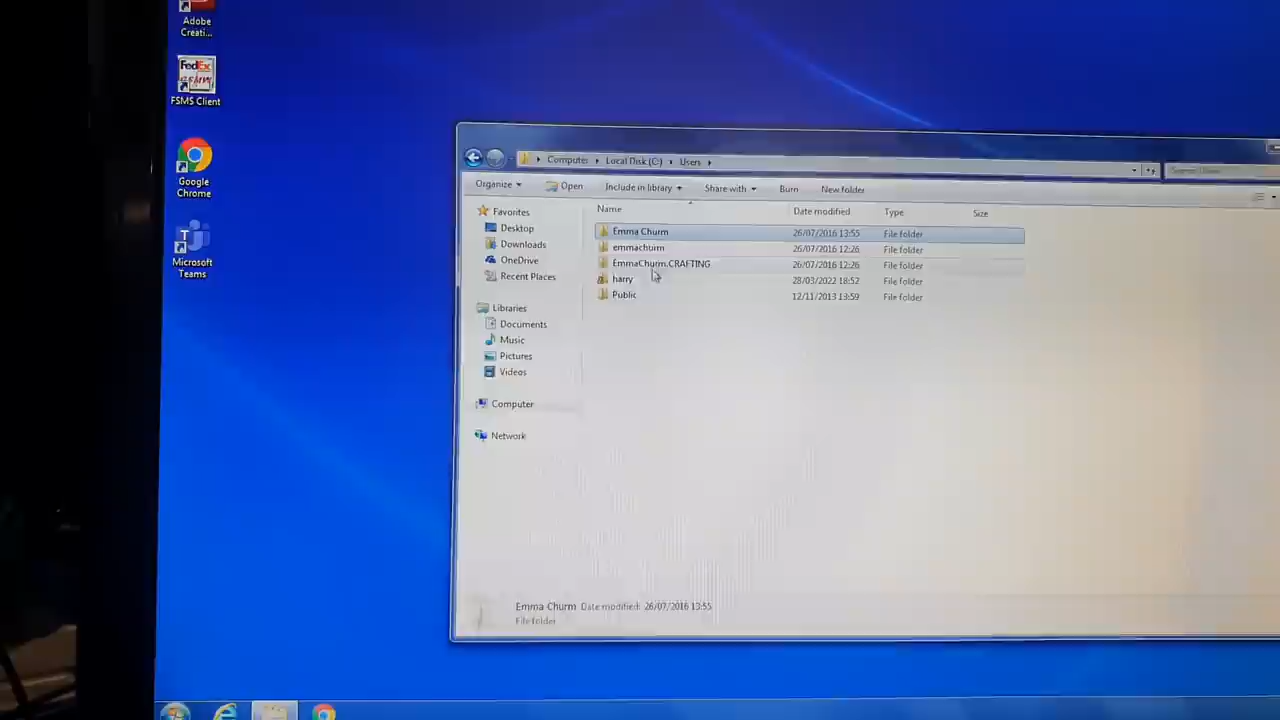 Adobe
Creati...
FedEx
FSMS Client
Google
Chrome
Microsoft
Teams
Computer Local Disk (C:) Users
Organize Open Include in library Share with Burn New folder
Name Date modified Type Size
Favorites
Desktop
Downloads
OneDrive
Recent Places
Libraries
Documents
Music
Pictures
Videos
Computer
Network
Emma Churm 26/07/2016 13:55 File folder
emmachurm 26/07/2016 12:26 File folder
EmmaChurm.CRAFTING 26/07/2016 12:26 File folder
harry 28/03/2022 18:52 File folder
Public 12/11/2013 13:59 File folder
Emma Churm Date modified: 26/07/2016 13:55
File folder